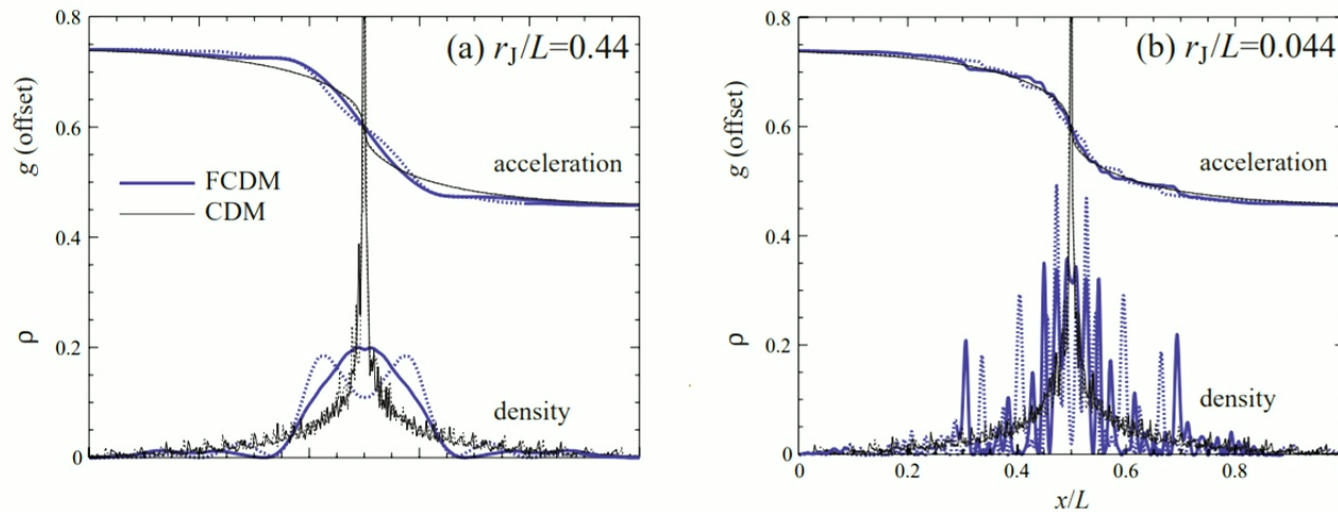 0.8
0.6
0.4
0.2
0
g (offset)
ρ
(a) rJ/L=0.44
acceleration
FCDM
CDM
density
0.8
0.6
0.4
0.2
0
g (offset)
ρ
(b) rJ/L=0.044
acceleration
density
0 0.2 0.4 0.6 0.8
x/L